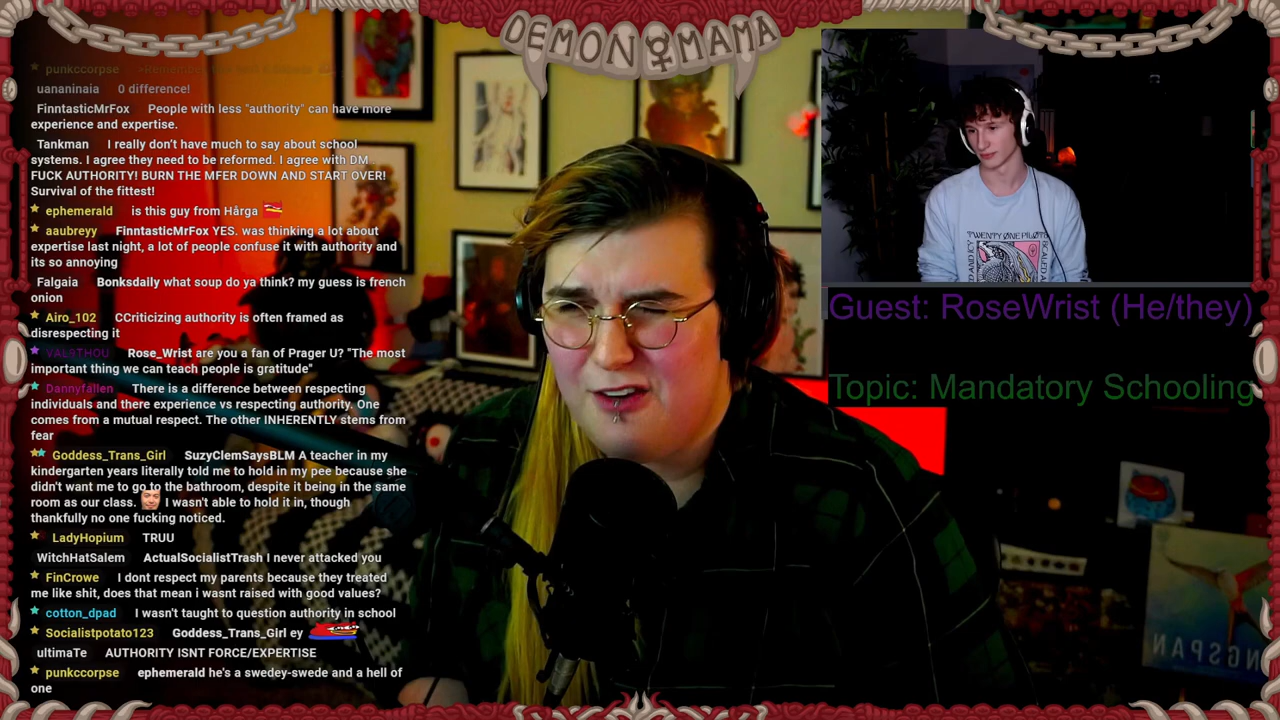 DEMON MAMA
punkccorpse
uananinaia 0 difference!
FinntasticMrFox People with less "authority" can have more
experience and expertise.
Tankman I really don't have much to say about school
systems. I agree they need to be reformed. I agree with DM
FUCK AUTHORITY! BURN THE MFER DOWN AND START OVER!
Survival of the fittest!
ephemerald is this guy from Hårga
aaubreyy FinntasticMrFox YES. was thinking a lot about
expertise last night, a lot of people confuse it with authority and
its so annoying
Falgaia Bonksdaily what soup do ya think? my guess is french
onion
Airo_102 CCriticizing authority is often framed as
disrespecting it
VAL3THOU Rose_Wrist are you a fan of Prager U? "The most
important thing we can teach people is gratitude"
Dannyfallen There is a difference between respecting
individuals and there experience vs respecting authority. One
comes from a mutual respect. The other INHERENTLY stems from
fear
Goddess_Trans_Girl SuzyClemSaysBLM A teacher in my
kindergarten years literally told me to hold in my pee because she
didn't want me to go to the bathroom, despite it being in the same
room as our class. I wasn't able to hold it in, though
thankfully no one fucking noticed.
LadyHopium TRUU
WitchHatSalem ActualSocialistTrash I never attacked you
FinCrowe I dont respect my parents because they treated
me like shit, does that mean i wasnt raised with good values?
cotton_dpad I wasn't taught to question authority in school
Socialistpotato123 Goddess_Trans_Girl ey
ultimaTe AUTHORITY ISNT FORCE/EXPERTISE
punkccorpse ephemerald he's a swedey-swede and a hell of
one
TWENTY ØNE PILØTS
Guest: RoseWrist (He/they)
Topic: Mandatory Schooling
NGSPAN